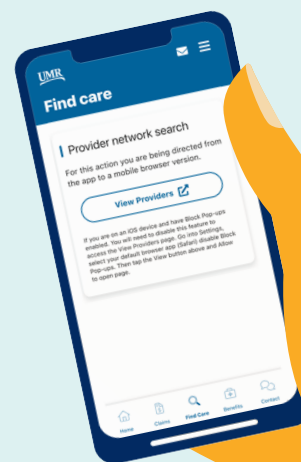 UMR
Find care
Provider network search
For this action you are being directed from
the app to a mobile browser version.
View Providers
If you are on an iOS device and have Block Pop-ups
enabled. You will need to disable this feature to
access the View Providers page. Go into Settings,
select your default browser app (Safari) disable Block
Pop-ups. Then tap the View button above and Allow
to open page.
Home
Claims
Find Care
Benefits
Contact